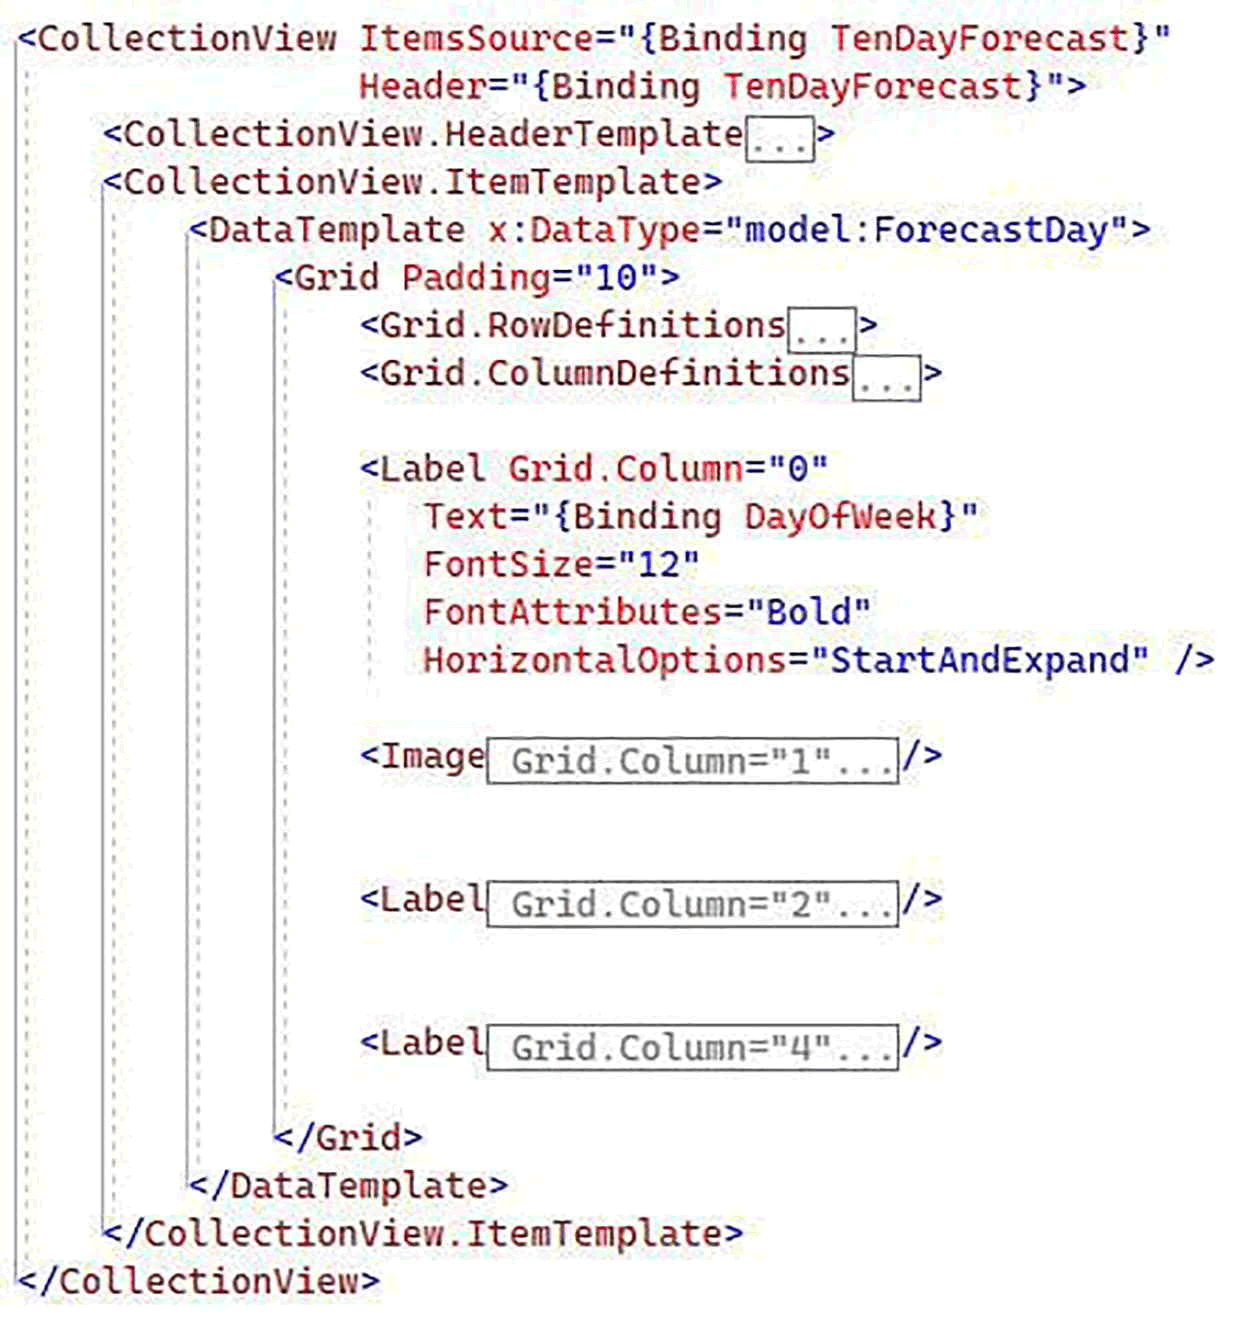 <CollectionView ItemsSource="{Binding TenDayForecast}"
Header="{Binding TenDayForecast}">
<CollectionView.HeaderTemplate...>
<CollectionView.ItemTemplate>
<DataTemplate x:DataType="model:ForecastDay">
<Grid Padding="10">
<Grid.RowDefinitions...>
<Grid.ColumnDefinitions...>
<Label Grid.Column="0"
Text="{Binding DayOfWeek}"
FontSize="12"
FontAttributes="Bold"
HorizontalOptions="StartAndExpand" />
<Image Grid.Column="1".../>
<Label Grid.Column="2".../>
<Label Grid.Column="4".../>
</Grid>
</DataTemplate>
</CollectionView.ItemTemplate>
</CollectionView>